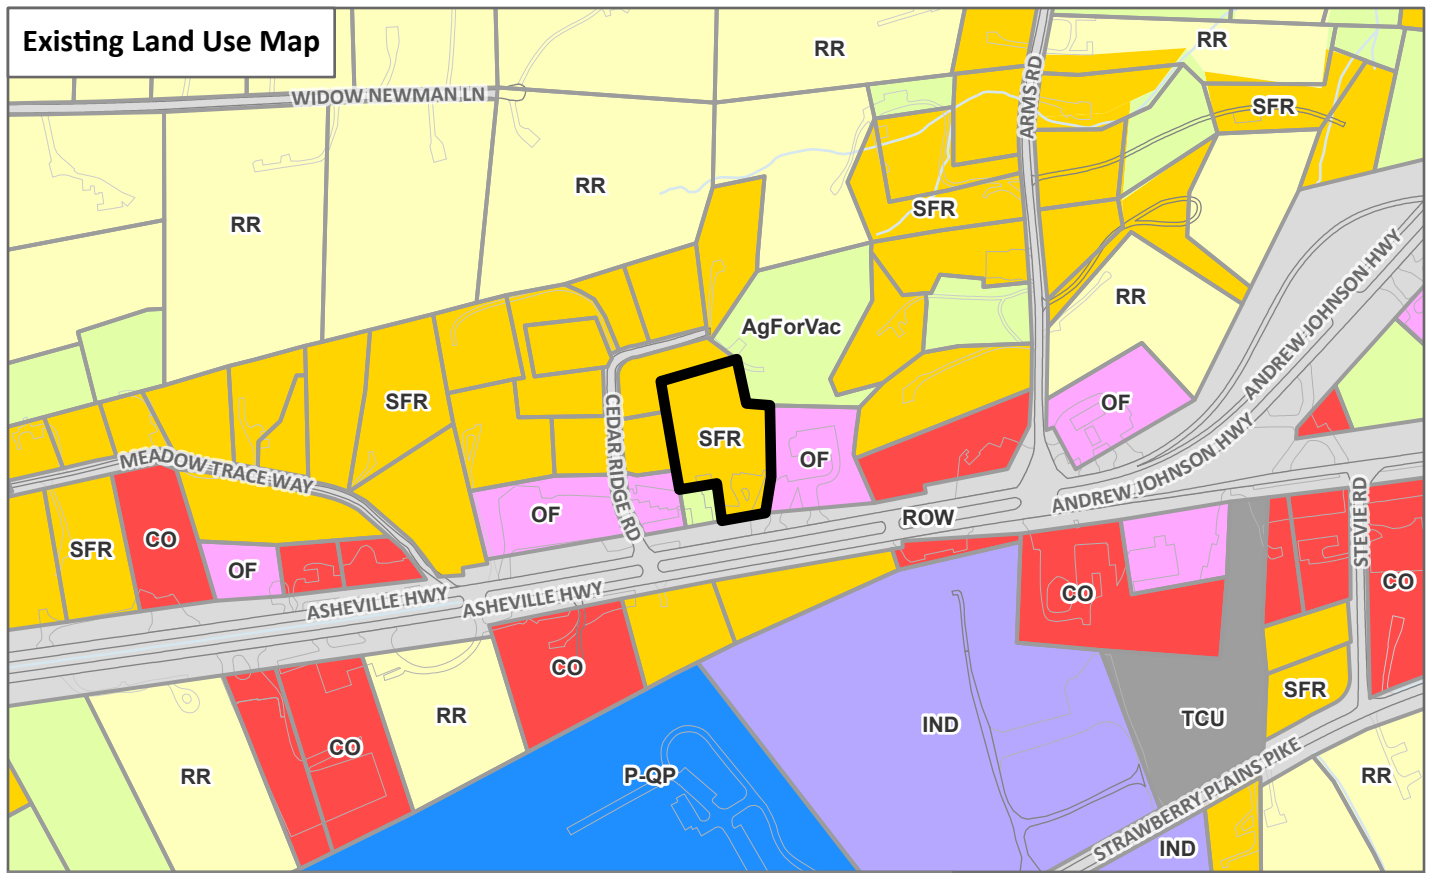 Existing Land Use Map
RR
RR
WIDOW NEWMAN LN
ARMS RD
SFR
RR
RR
SFR
ANDREW JOHNSON HWY
RR
AgForVac
SFR
CEDAR RIDGE RD
OF
SFR
OF
ANDREW JOHNSON HWY
MEADOW TRACE WAY
OF
ROW
STEVIE RD
SFR
CO
OF
CO
CO
ASHEVILLE HWY
ASHEVILLE HWY
CO
SFR
RR
IND
TCU
CO
RR
P-QP
RR
STRAWBERRY PLAINS PIKE
IND